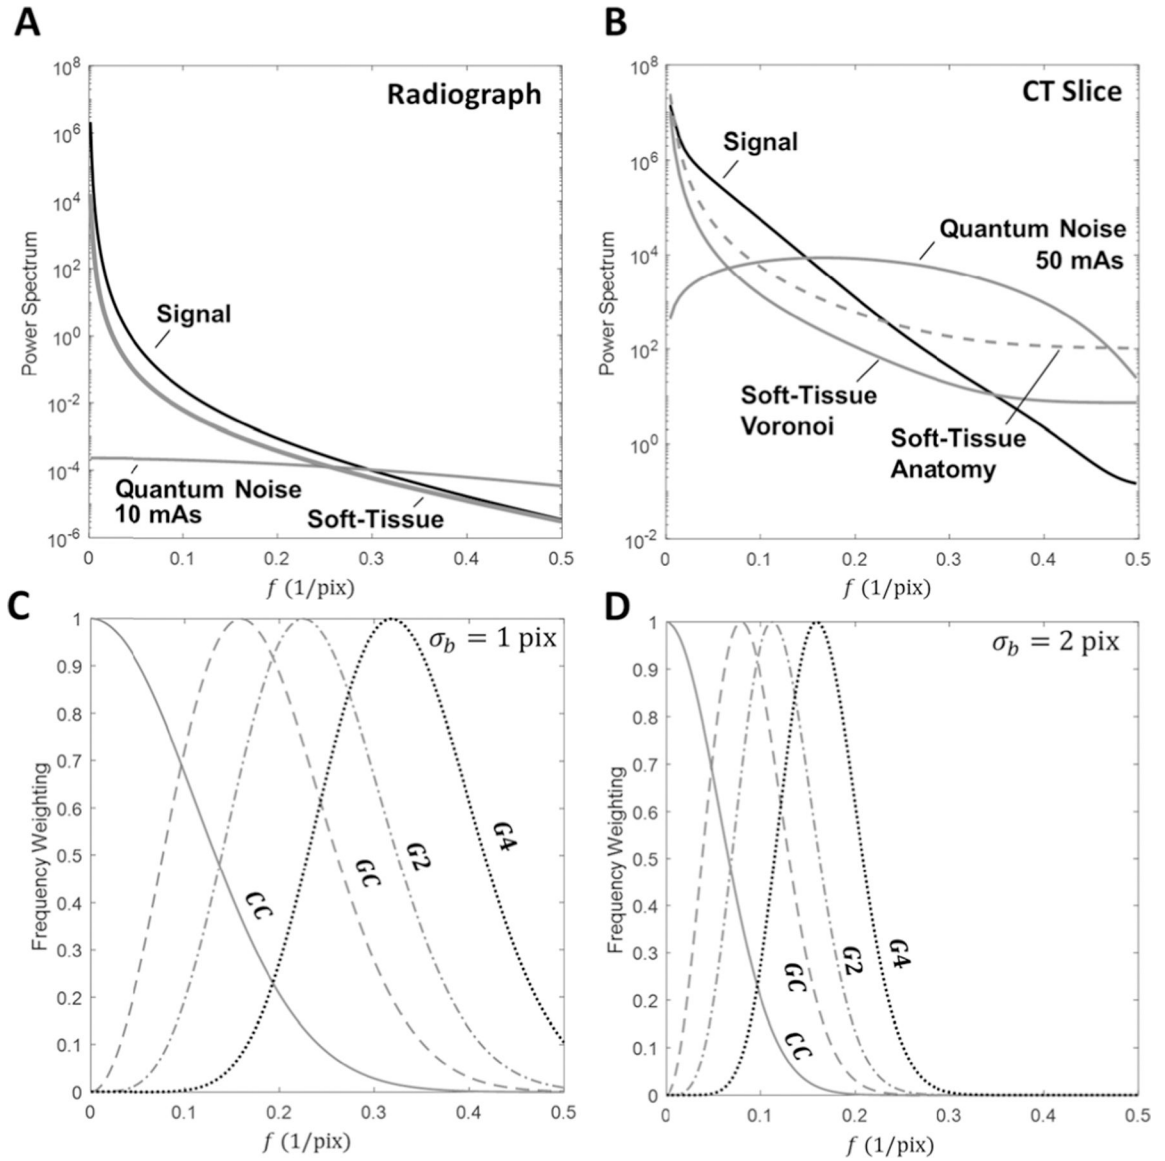 A
Radiograph
10^8
10^6
10^4
10^2
10^0
10^-2
10^-4
10^-6
Power Spectrum
Signal
Quantum Noise
10 mAs
Soft-Tissue
0 0.1 0.2 0.3 0.4 0.5
f (1/pix)
B
CT Slice
10^8
10^6
10^4
10^2
10^0
10^-2
Power Spectrum
Signal
Quantum Noise
50 mAs
Soft-Tissue
Voronoi
Soft-Tissue
Anatomy
0 0.1 0.2 0.3 0.4 0.5
f (1/pix)
C
σ_b = 1 pix
1
0.9
0.8
0.7
0.6
0.5
0.4
0.3
0.2
0.1
0
Frequency Weighting
CC
GC
G2
G4
0 0.1 0.2 0.3 0.4 0.5
f (1/pix)
D
σ_b = 2 pix
1
0.9
0.8
0.7
0.6
0.5
0.4
0.3
0.2
0.1
0
Frequency Weighting
CC
GC
G2
G4
0 0.1 0.2 0.3 0.4 0.5
f (1/pix)